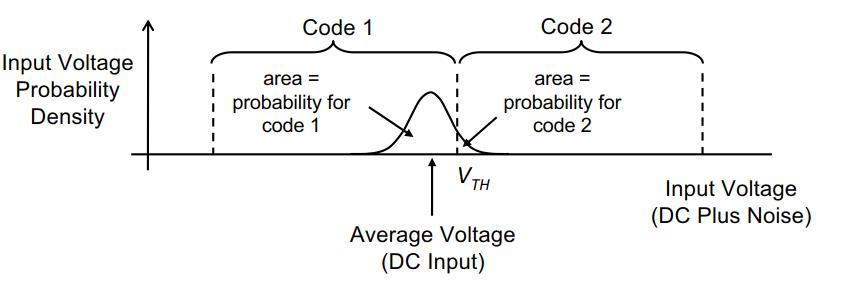 Code 1
Code 2
Input Voltage
Probability
Density
area =
probability for
code 1
area =
probability for
code 2
V_TH
Input Voltage
(DC Plus Noise)
Average Voltage
(DC Input)